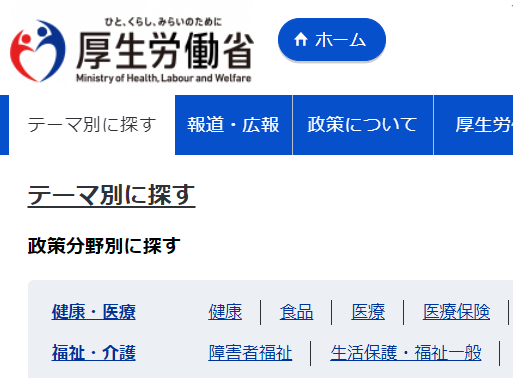 ひと、くらし、みらいのために
厚生労働省
Ministry of Health, Labour and Welfare
ホーム
テーマ別に探す 報道・広報 政策について 厚生労
テーマ別に探す
政策分野別に探す
健康・医療 健康 食品 医療 医療保険
福祉・介護 障害者福祉 生活保護・福祉一般